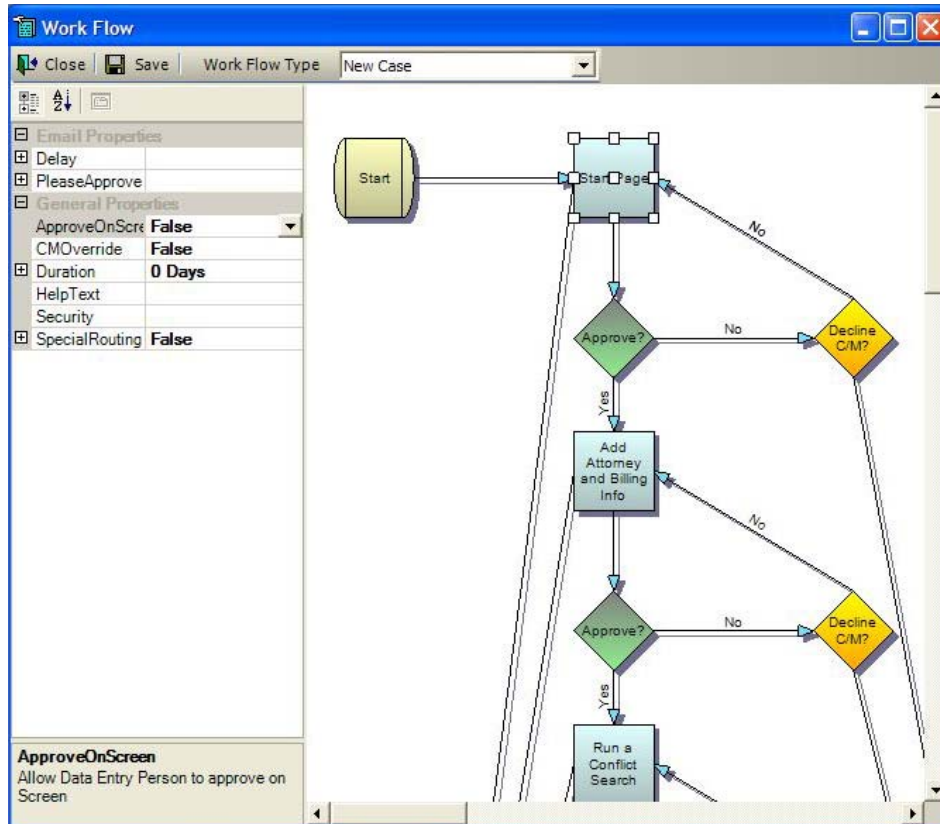 Work Flow
Close Save Work Flow Type New Case
Email Properties
Delay
PleaseApprove
General Properties
ApproveOnScre False
CMOverride False
Duration 0 Days
HelpText
Security
SpecialRouting False
ApproveOnScreen
Allow Data Entry Person to approve on
Screen
Start
Start Page
No
Approve?
No
Decline
C/M?
Yes
Add
Attorney
and Billing
Info
No
Approve?
No
Decline
C/M?
Yes
Run a
Conflict
Search